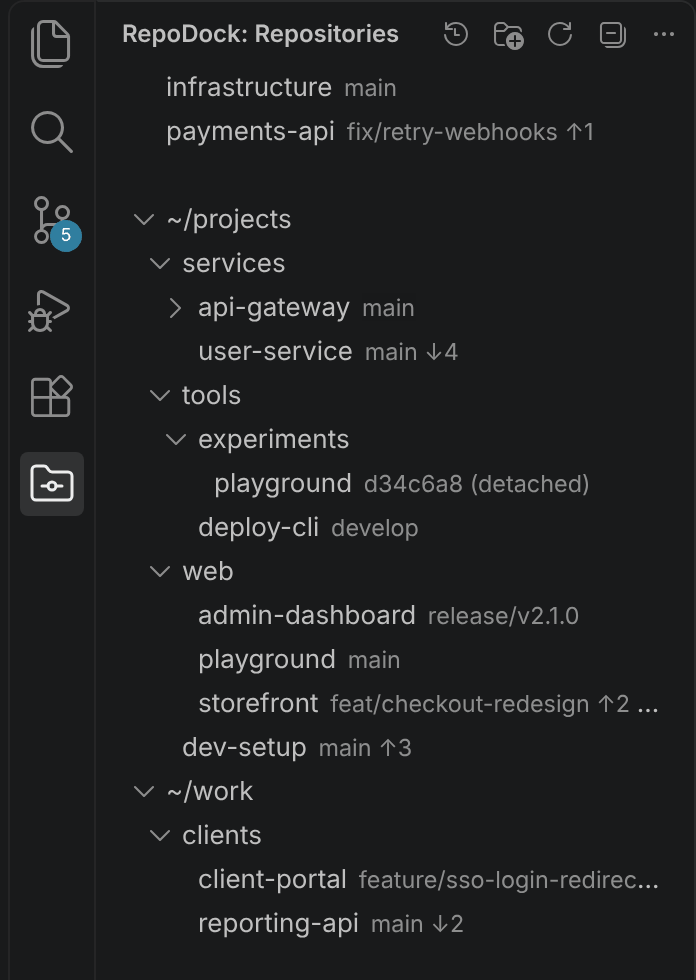 RepoDock: Repositories
infrastructure main
payments-api fix/retry-webhooks ↑1
5
~/projects
services
api-gateway main
user-service main ↓4
tools
experiments
playground d34c6a8 (detached)
deploy-cli develop
web
admin-dashboard release/v2.1.0
playground main
storefront feat/checkout-redesign ↑2 ...
dev-setup main ↑3
~/work
clients
client-portal feature/sso-login-redirec...
reporting-api main ↓2